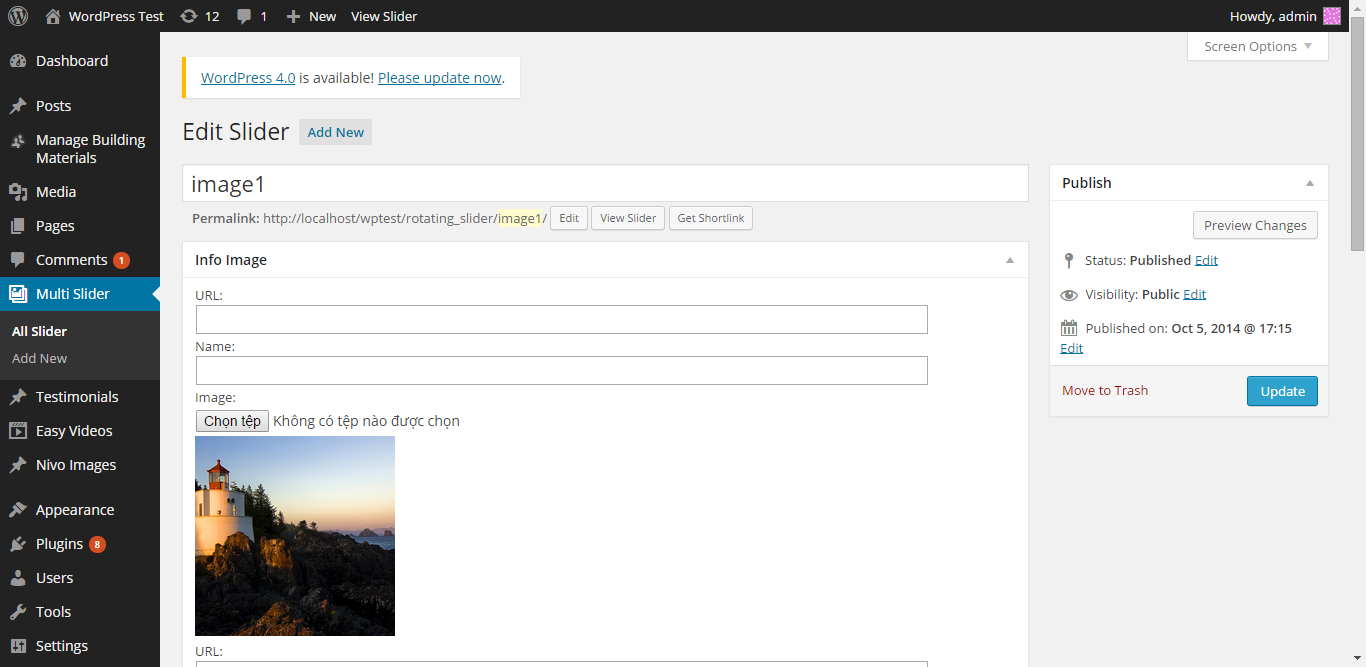 WordPress Test 12 1 New View Slider Howdy, admin
Screen Options
Dashboard
Posts
Manage Building
Materials
Media
Pages
Comments 1
Multi Slider
All Slider
Add New
Testimonials
Easy Videos
Nivo Images
Appearance
Plugins 8
Users
Tools
Settings
WordPress 4.0 is available! Please update now.
Edit Slider Add New
image1
Permalink: http://localhost/wptest/rotating_slider/image1/ Edit View Slider Get Shortlink
Info Image
URL:
Name:
Image:
Chọn tệp Không có tệp nào được chọn
URL:
Publish
Preview Changes
Status: Published Edit
Visibility: Public Edit
Published on: Oct 5, 2014 @ 17:15
Edit
Move to Trash Update